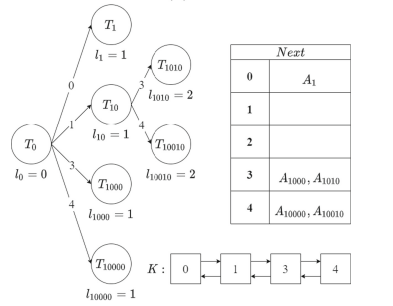 T₁
l₁ = 1
0
T₁₀₁₀
3
l₁₀₁₀ = 2
T₁₀
1
4
l₁₀ = 1
T₀
l₀ = 0
T₁₀₀₁₀
l₁₀₀₁₀ = 2
3
T₁₀₀₀
l₁₀₀₀ = 1
4
T₁₀₀₀₀
l₁₀₀₀₀ = 1
Next
0 A₁
1
2
3 A₁₀₀₀, A₁₀₁₀
4 A₁₀₀₀₀, A₁₀₀₁₀
K : 0 1 3 4